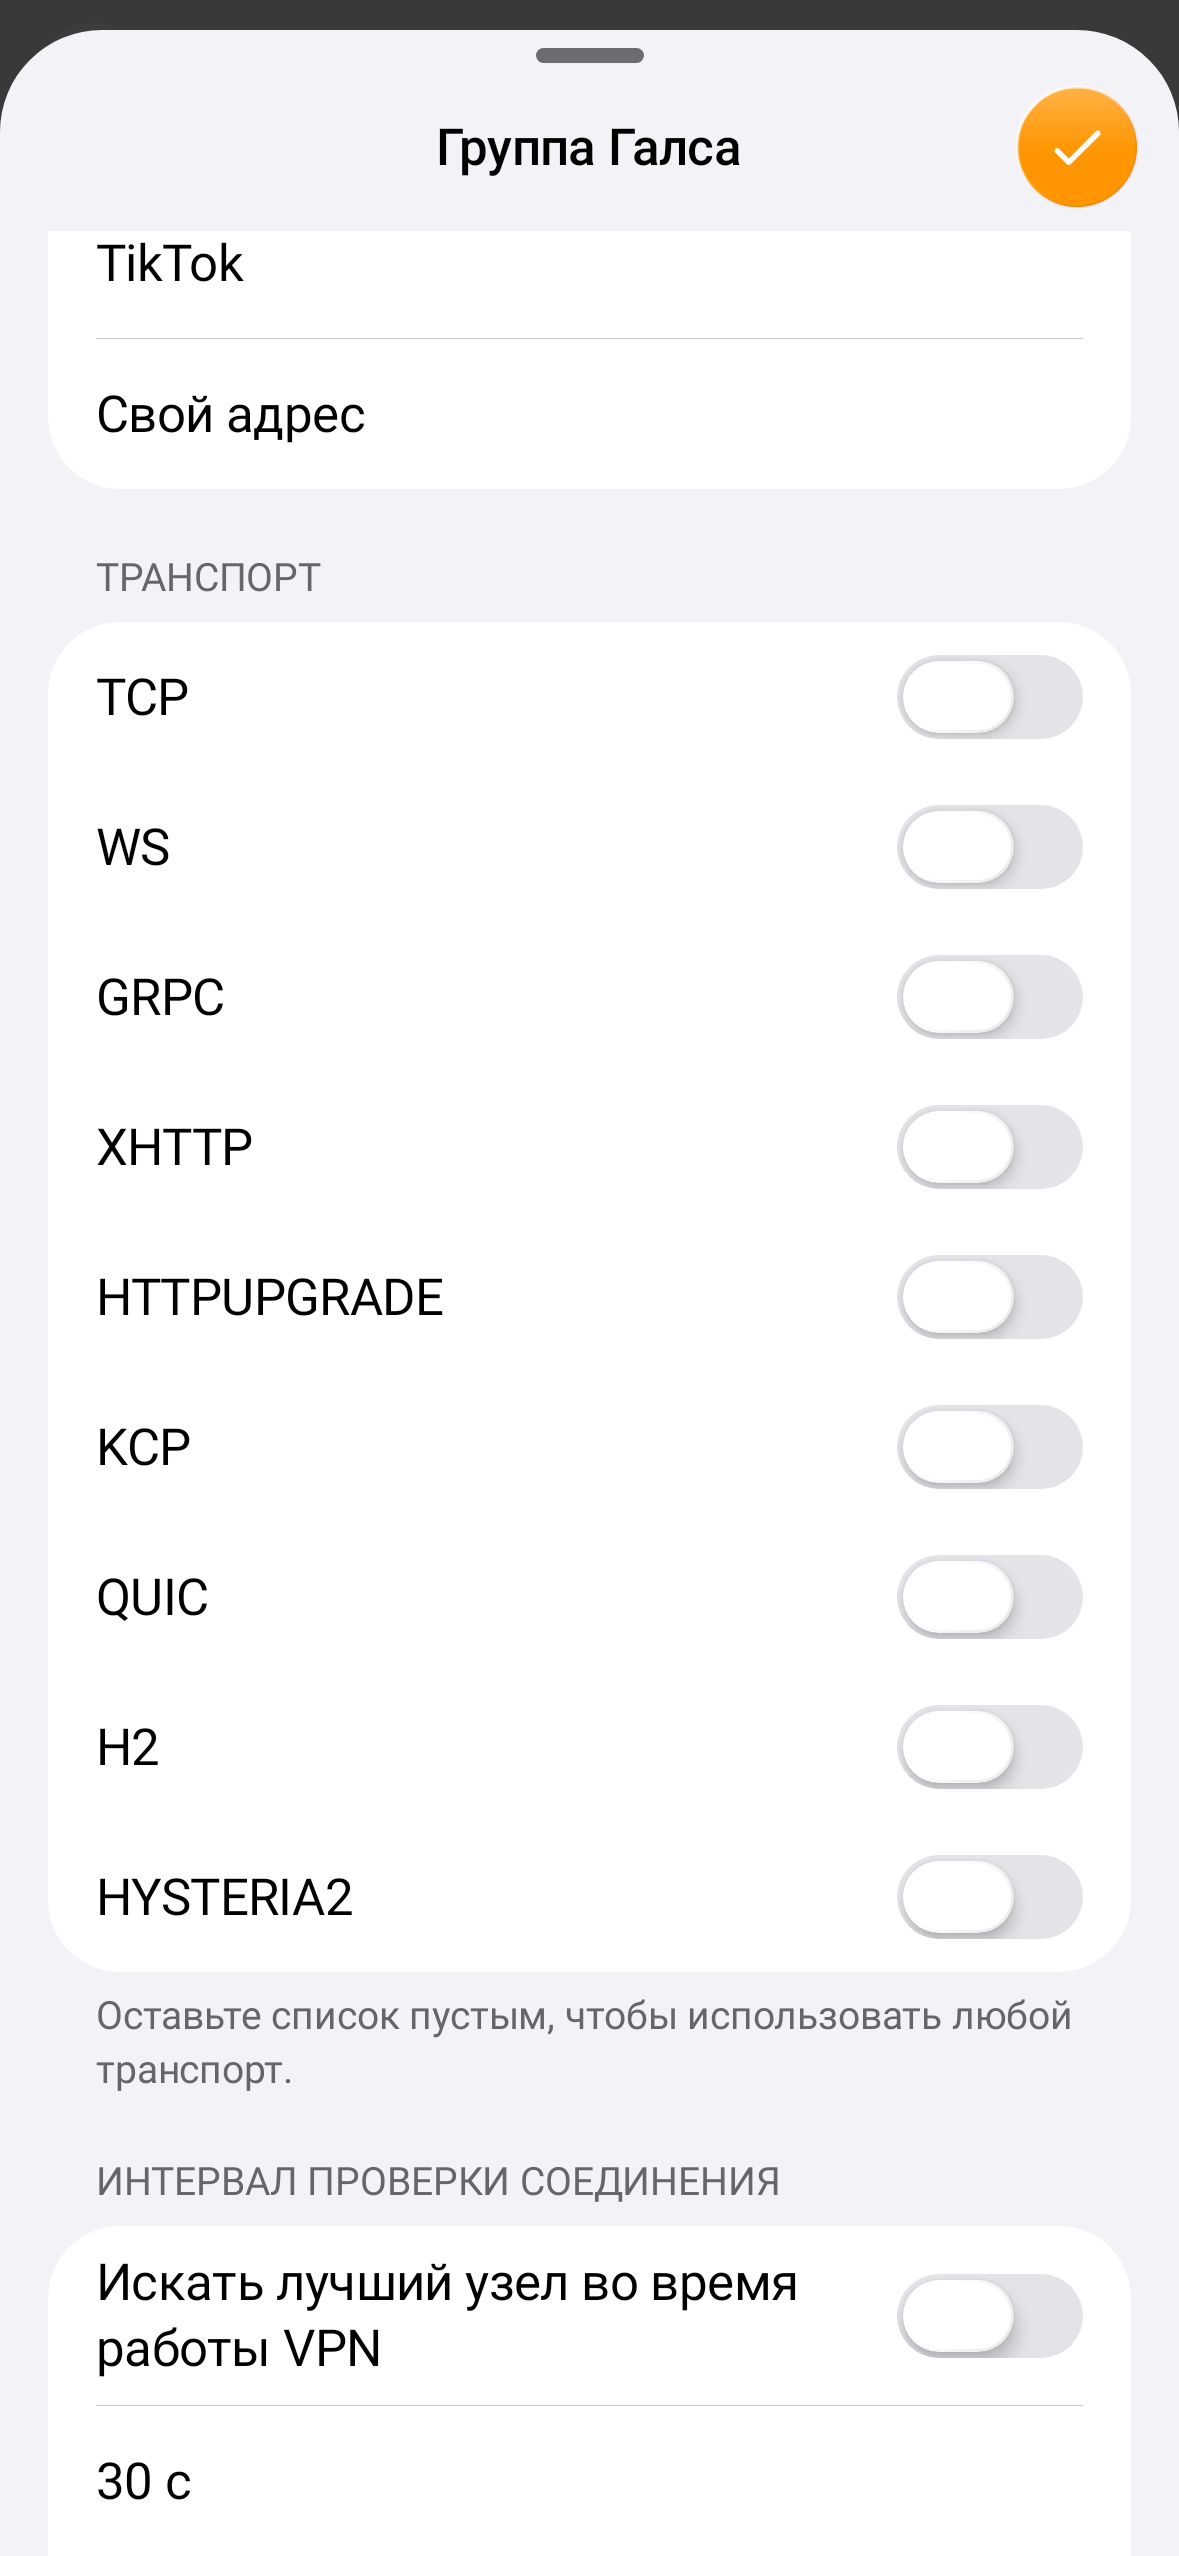 Группа Галса
TikTok
Свой адрес
ТРАНСПОРТ
TCP
WS
GRPC
XHTTP
HTTPUPGRADE
KCP
QUIC
H2
HYSTERIA2
Оставьте список пустым, чтобы использовать любой
транспорт.
ИНТЕРВАЛ ПРОВЕРКИ СОЕДИНЕНИЯ
Искать лучший узел во время
работы VPN
30 с